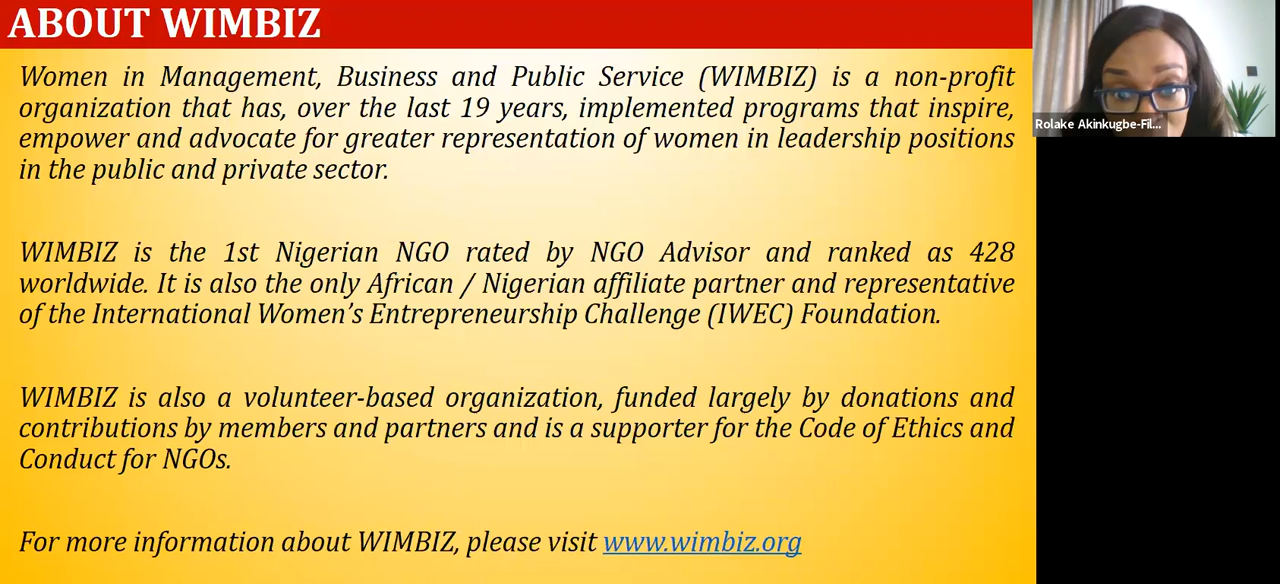 ABOUT WIMBIZ
Women in Management, Business and Public Service (WIMBIZ) is a non-profit
organization that has, over the last 19 years, implemented programs that inspire,
empower and advocate for greater representation of women in leadership positions
in the public and private sector.
WIMBIZ is the 1st Nigerian NGO rated by NGO Advisor and ranked as 428
worldwide. It is also the only African / Nigerian affiliate partner and representative
of the International Women’s Entrepreneurship Challenge (IWEC) Foundation.
WIMBIZ is also a volunteer-based organization, funded largely by donations and
contributions by members and partners and is a supporter for the Code of Ethics and
Conduct for NGOs.
For more information about WIMBIZ, please visit www.wimbiz.org
Rolake Akinkugbe-Fil...